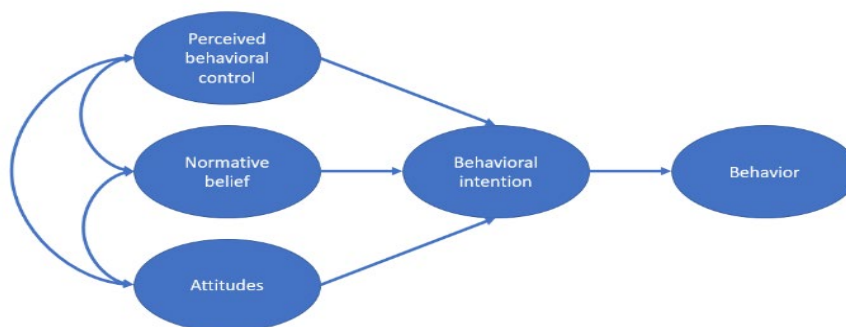 Perceived
behavioral
control
Normative
belief
Behavioral
intention
Behavior
Attitudes